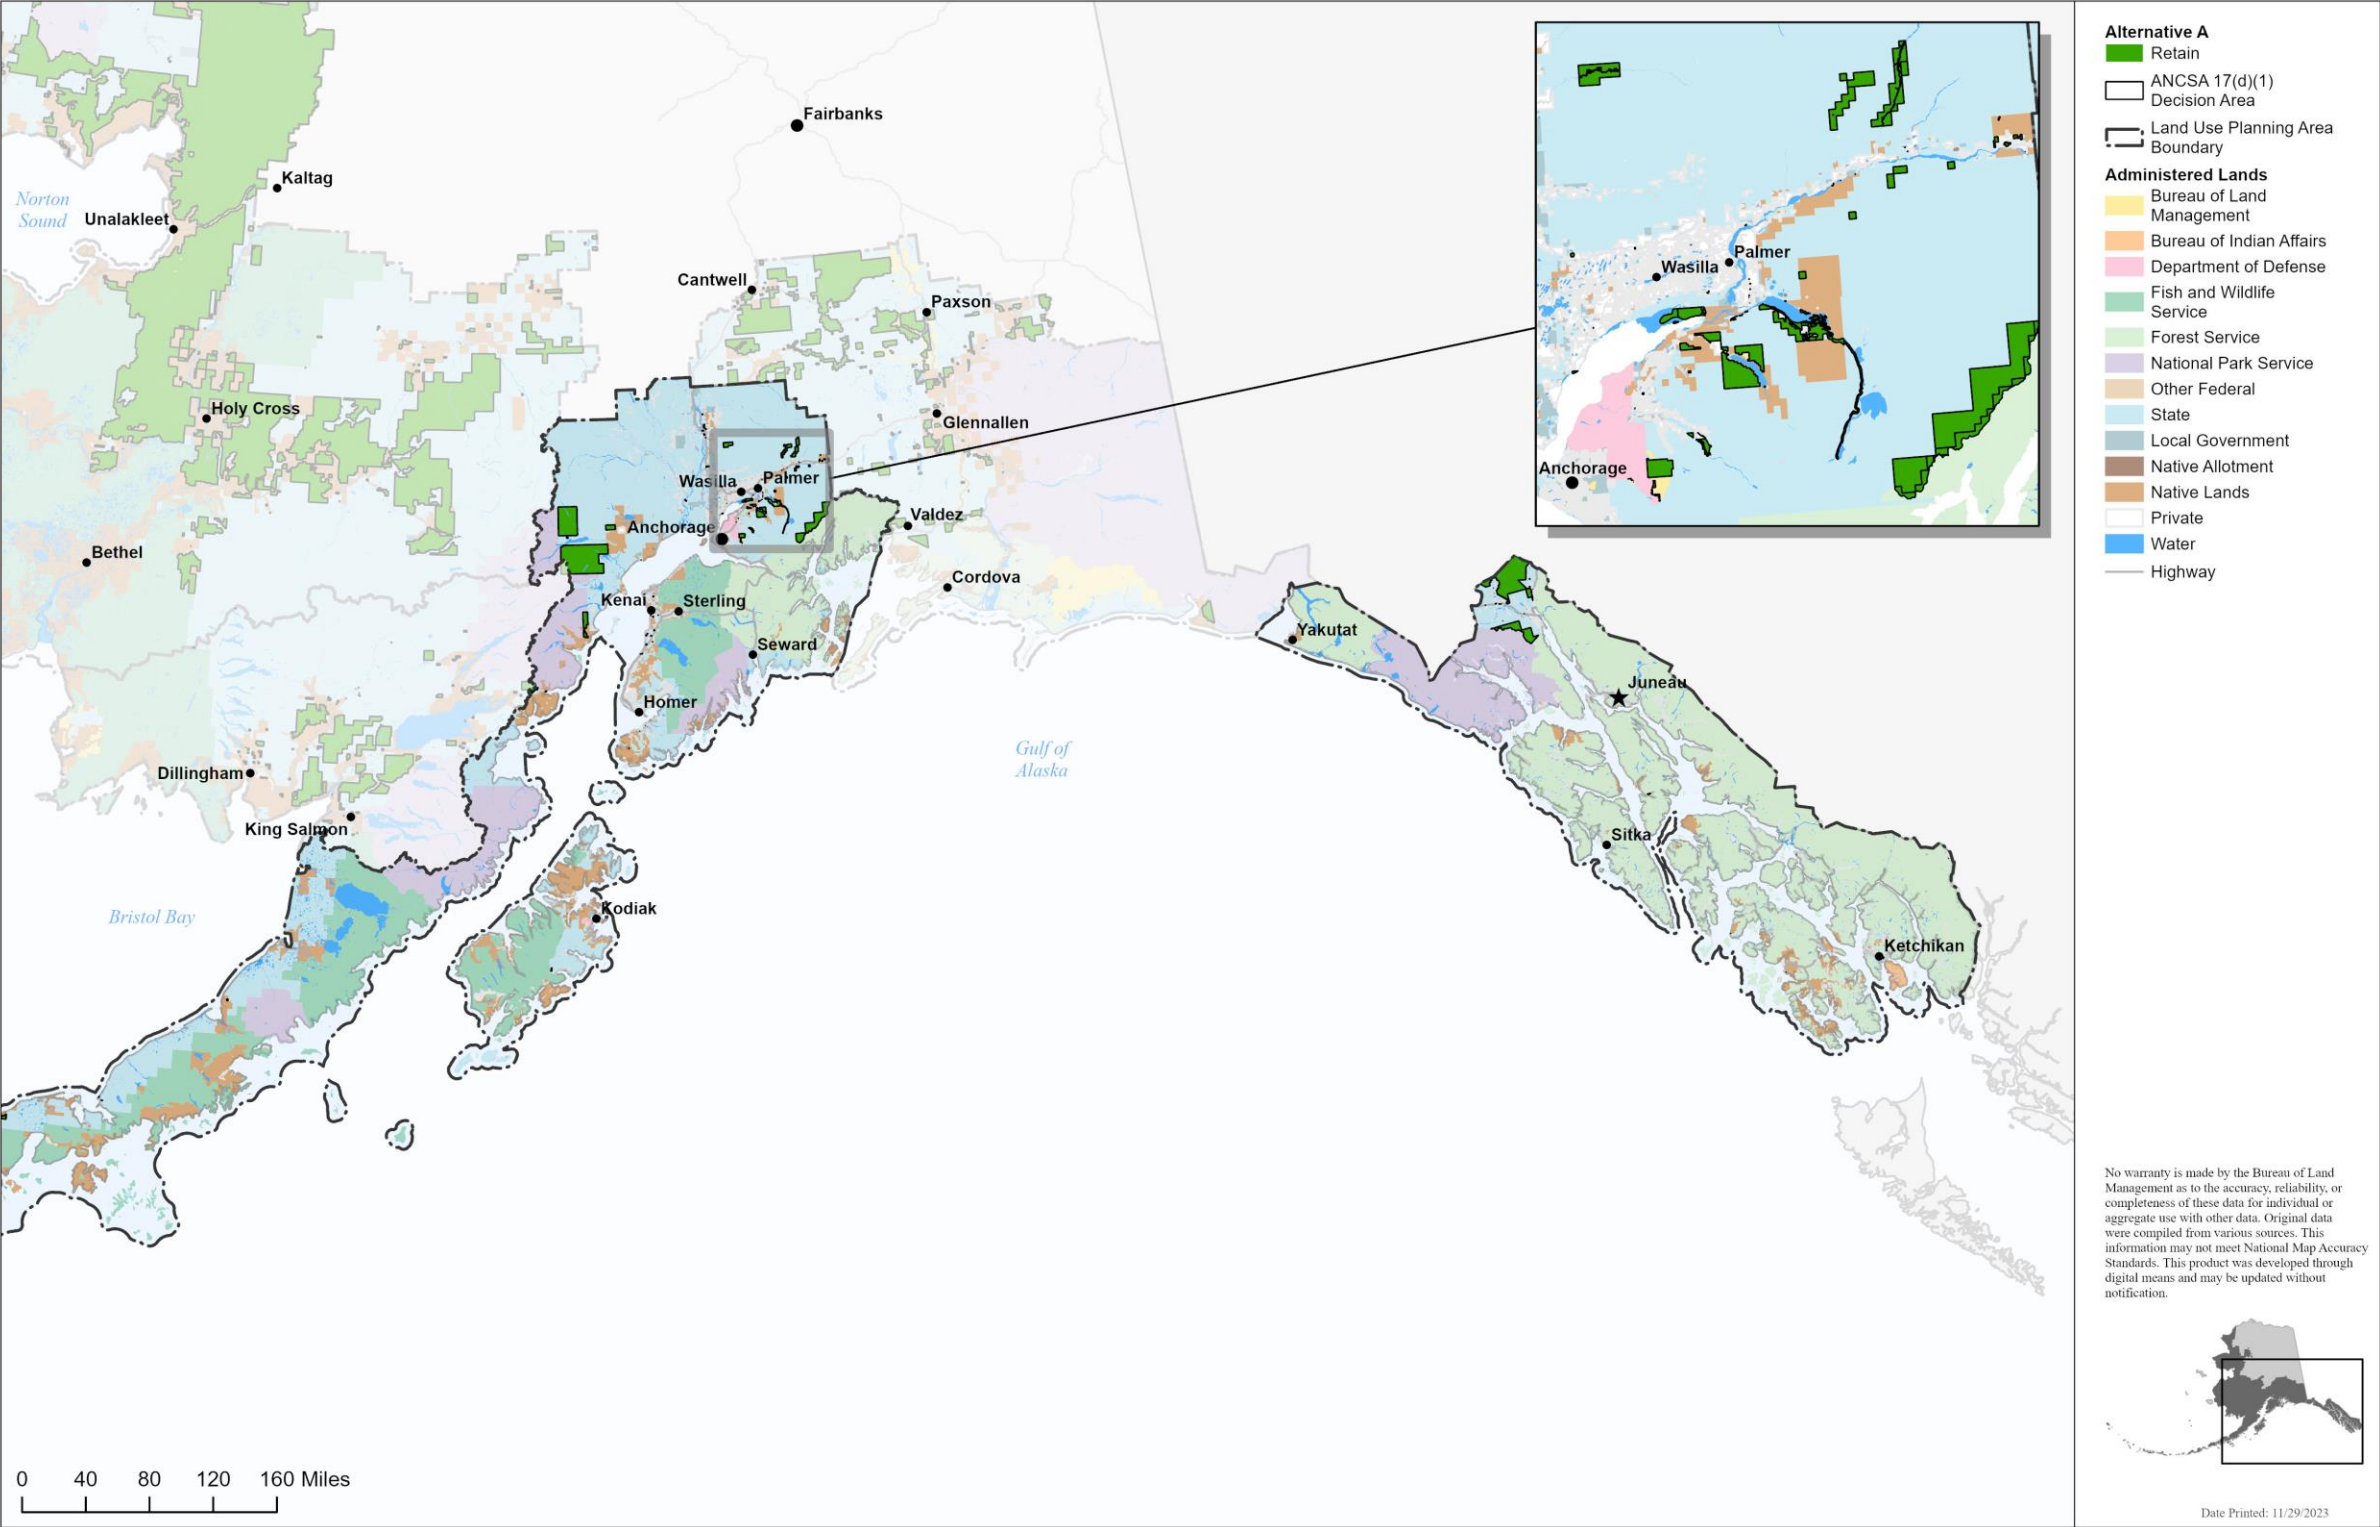 Fairbanks
Kaltag
Norton
Sound
Unalakleet
Cantwell
Paxson
Holy Cross
Glennallen
Wasilla
Palmer
Anchorage
Valdez
Bethel
Cordova
Kenai
Sterling
Seward
Homer
Yakutat
Juneau
Gulf of
Alaska
Dillingham
King Salmon
Sitka
Kodiak
Bristol Bay
Ketchikan
0 40 80 120 160 Miles
Palmer
Wasilla
Anchorage
Alternative A
Retain
ANCSA 17(d)(1)
Decision Area
Land Use Planning Area
Boundary
Administered Lands
Bureau of Land
Management
Bureau of Indian Affairs
Department of Defense
Fish and Wildlife
Service
Forest Service
National Park Service
Other Federal
State
Local Government
Native Allotment
Native Lands
Private
Water
Highway
No warranty is made by the Bureau of Land
Management as to the accuracy, reliability, or
completeness of these data for individual or
aggregate use with other data. Original data
were compiled from various sources. This
information may not meet National Map Accuracy
Standards. This product was developed through
digital means and may be updated without
notification.
Date Printed: 11/29/2023